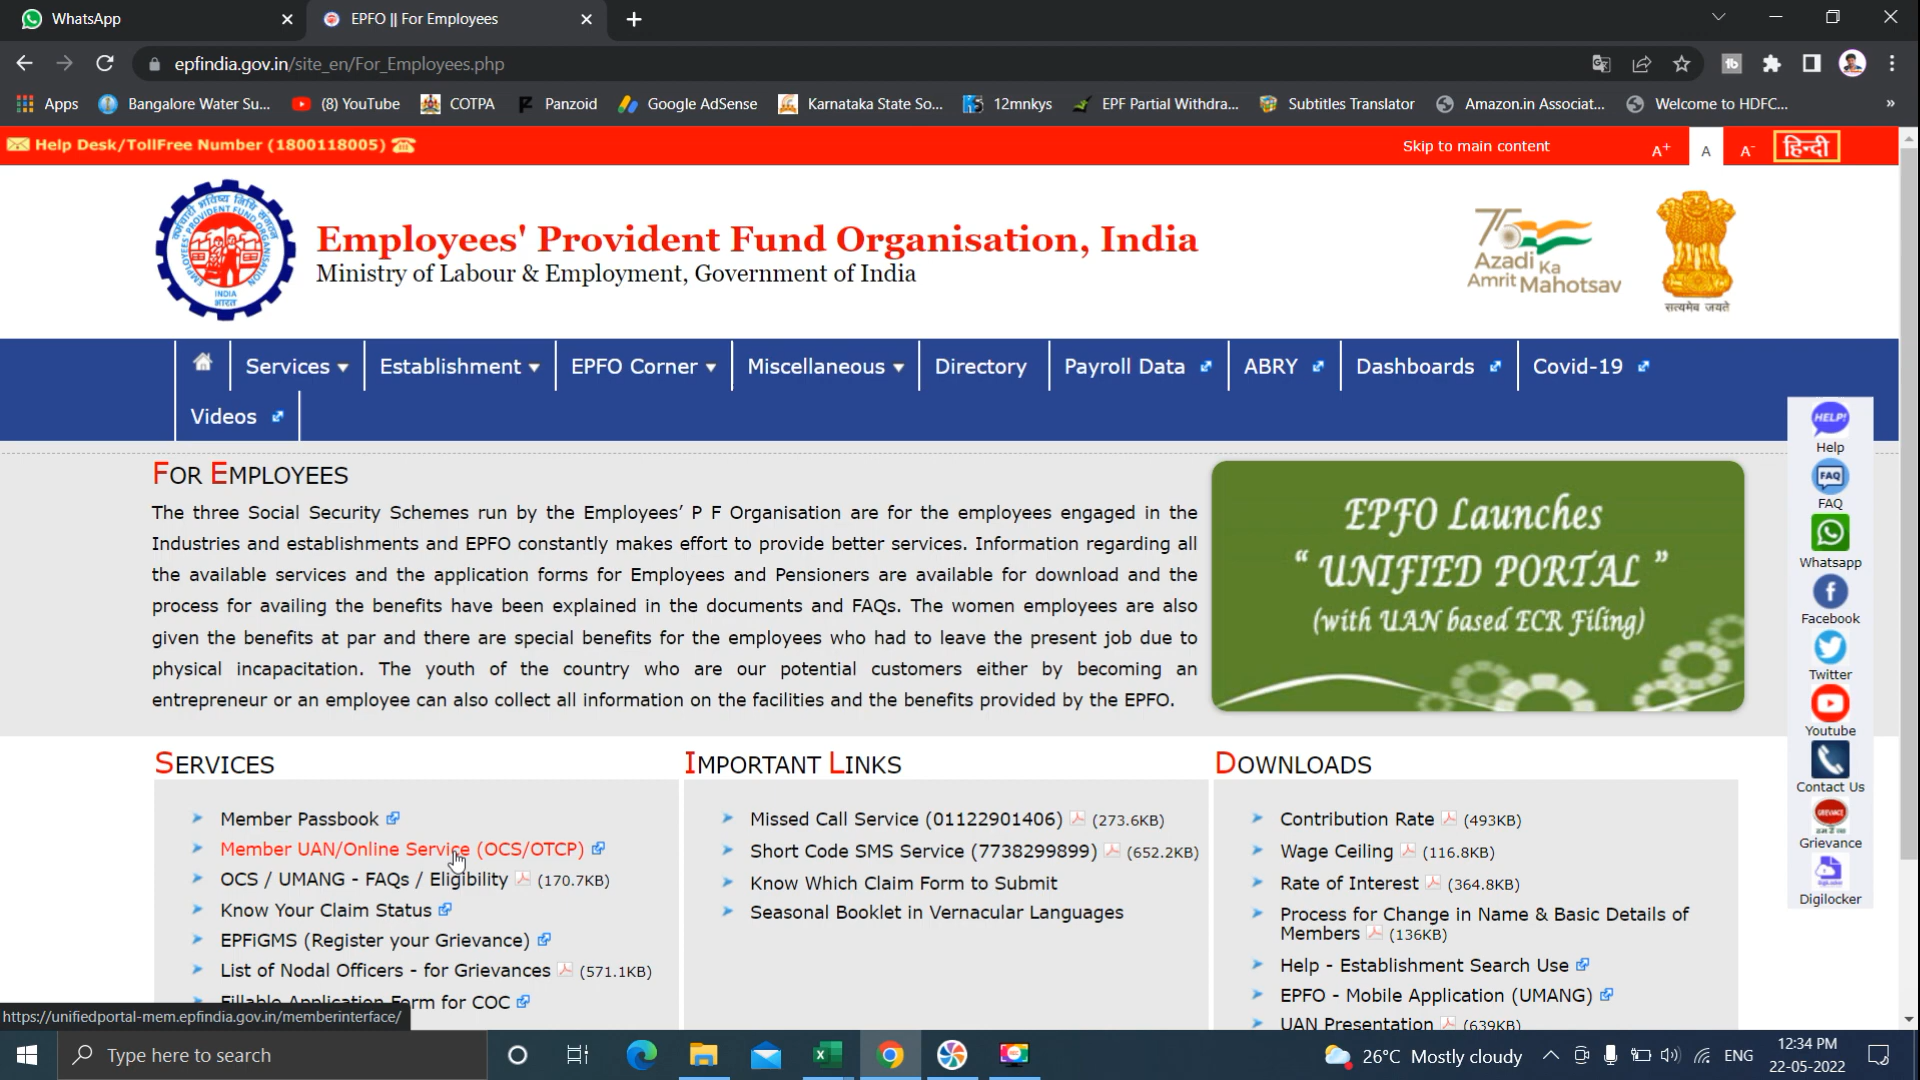 WhatsApp
EPFO || For Employees
epfindia.gov.in/site_en/For_Employees.php
Apps
Bangalore Water Su...
(8) YouTube
COTPA
Panzoid
Google AdSense
Karnataka State So...
12mnkys
EPF Partial Withdra...
Subtitles Translator
Amazon.in Associat...
Welcome to HDFC...
»
Help Desk/TollFree Number (1800118005)
Skip to main content
A+
A
A-
हिन्दी
Employees' Provident Fund Organisation, India
Ministry of Labour & Employment, Government of India
75
Azadi Ka
Amrit Mahotsav
सत्यमेव जयते
Services
Establishment
EPFO Corner
Miscellaneous
Directory
Payroll Data
ABRY
Dashboards
Covid-19
Videos
FOR EMPLOYEES
The three Social Security Schemes run by the Employees’ P F Organisation are for the employees engaged in the
Industries and establishments and EPFO constantly makes effort to provide better services. Information regarding all
the available services and the application forms for Employees and Pensioners are available for download and the
process for availing the benefits have been explained in the documents and FAQs. The women employees are also
given the benefits at par and there are special benefits for the employees who had to leave the present job due to
physical incapacitation. The youth of the country who are our potential customers either by becoming an
entrepreneur or an employee can also collect all information on the facilities and the benefits provided by the EPFO.
EPFO Launches
“ UNIFIED PORTAL ”
(with UAN based ECR Filing)
HELP!
Help
FAQ
FAQ
Whatsapp
Facebook
Twitter
Youtube
Contact Us
GRIEVANCE
Grievance
Digilocker
SERVICES
Member Passbook
Member UAN/Online Service (OCS/OTCP)
OCS / UMANG - FAQs / Eligibility (170.7KB)
Know Your Claim Status
EPFiGMS (Register your Grievance)
List of Nodal Officers - for Grievances (571.1KB)
Fillable Application Form for COC
IMPORTANT LINKS
Missed Call Service (01122901406) (273.6KB)
Short Code SMS Service (7738299899) (652.2KB)
Know Which Claim Form to Submit
Seasonal Booklet in Vernacular Languages
DOWNLOADS
Contribution Rate (493KB)
Wage Ceiling (116.8KB)
Rate of Interest (364.8KB)
Process for Change in Name & Basic Details of
Members (136KB)
Help - Establishment Search Use
EPFO - Mobile Application (UMANG)
UAN Presentation (639KB)
https://unifiedportal-mem.epfindia.gov.in/memberinterface/
Type here to search
26°C Mostly cloudy
ENG
12:34 PM
22-05-2022